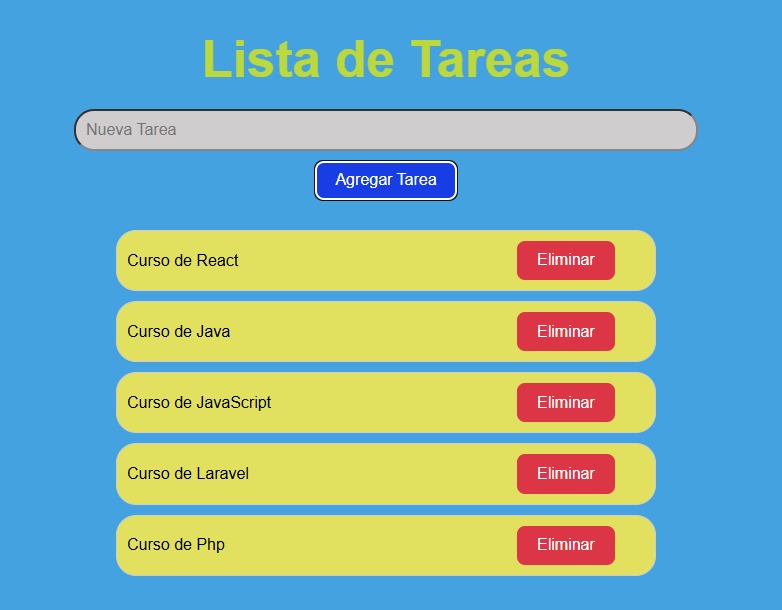 Lista de Tareas
Nueva Tarea
Agregar Tarea
Curso de React Eliminar
Curso de Java Eliminar
Curso de JavaScript Eliminar
Curso de Laravel Eliminar
Curso de Php Eliminar